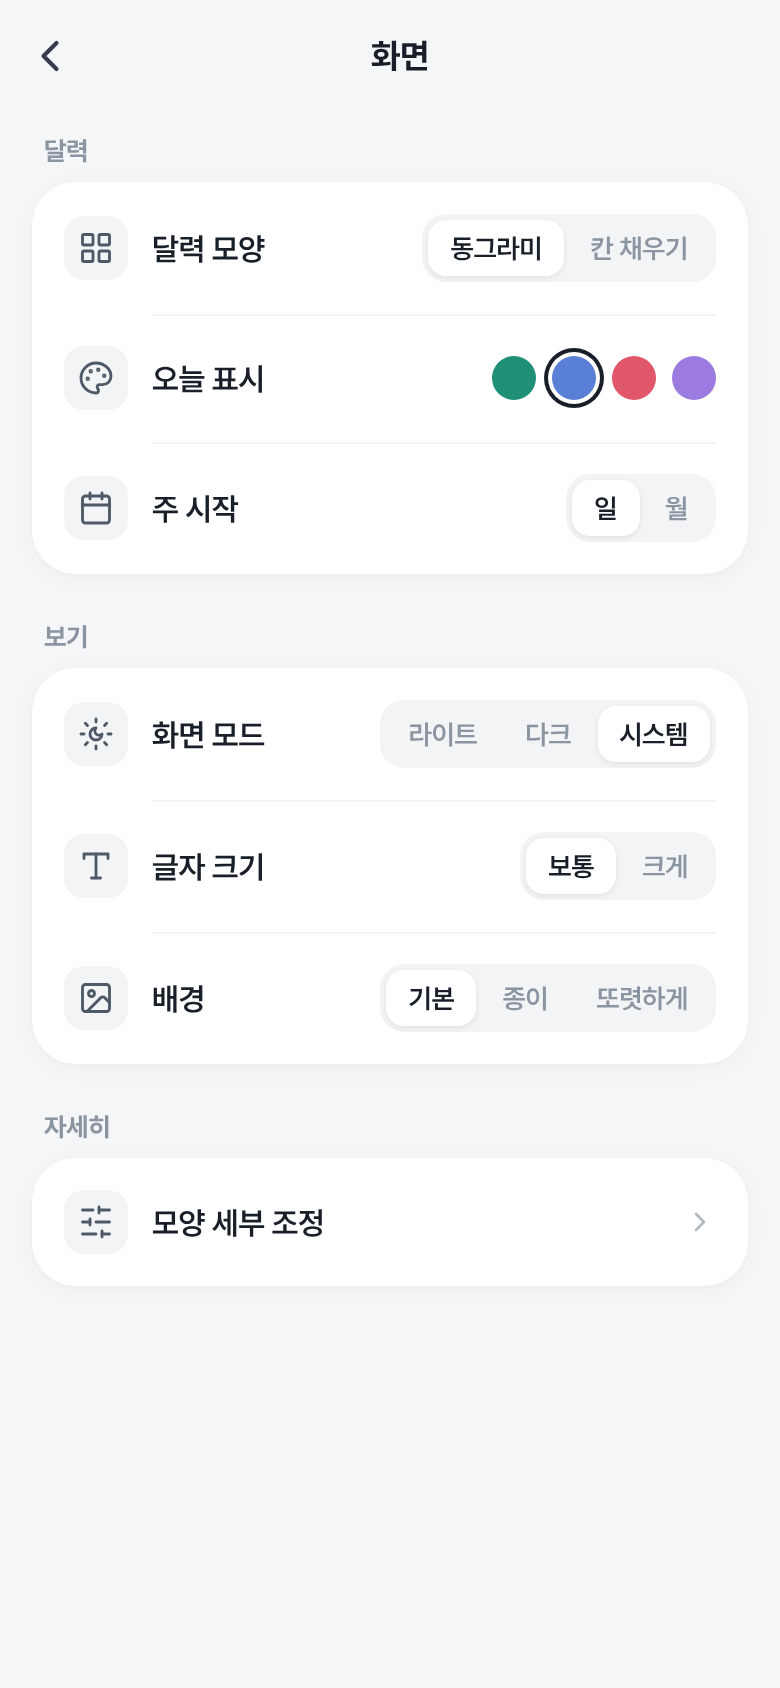 화면
달력
달력 모양 동그라미 칸 채우기
오늘 표시
주 시작 일 월
보기
화면 모드 라이트 다크 시스템
글자 크기 보통 크게
배경 기본 종이 또렷하게
자세히
모양 세부 조정